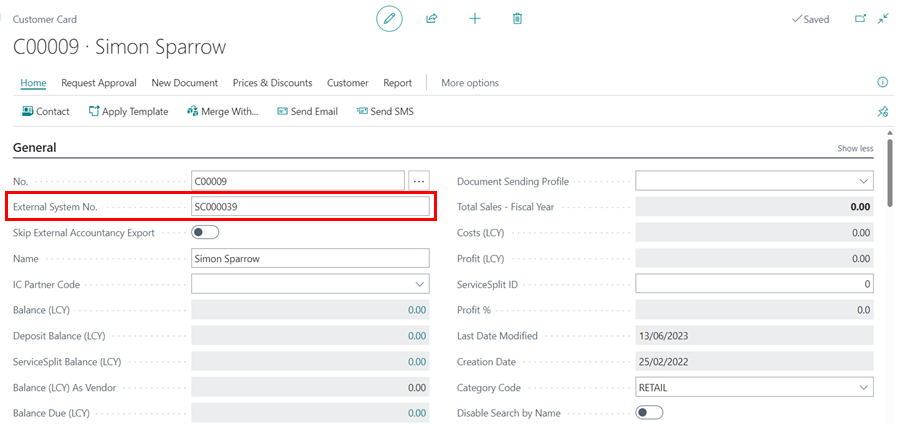 Customer Card
Saved
C00009 · Simon Sparrow
Home Request Approval New Document Prices & Discounts Customer Report More options
Contact Apply Template Merge With... Send Email Send SMS
General Show less
No. C00009 ... Document Sending Profile
External System No. SC000039 Total Sales - Fiscal Year 0.00
Skip External Accountancy Export Costs (LCY) 0.00
Name Simon Sparrow Profit (LCY) 0.00
IC Partner Code ServiceSplit ID 0
Balance (LCY) 0.00 Profit % 0.0
Deposit Balance (LCY) 0.00 Last Date Modified 13/06/2023
ServiceSplit Balance (LCY) 0.00 Creation Date 25/02/2022
Balance (LCY) As Vendor 0.00 Category Code RETAIL
Balance Due (LCY) 0.00 Disable Search by Name